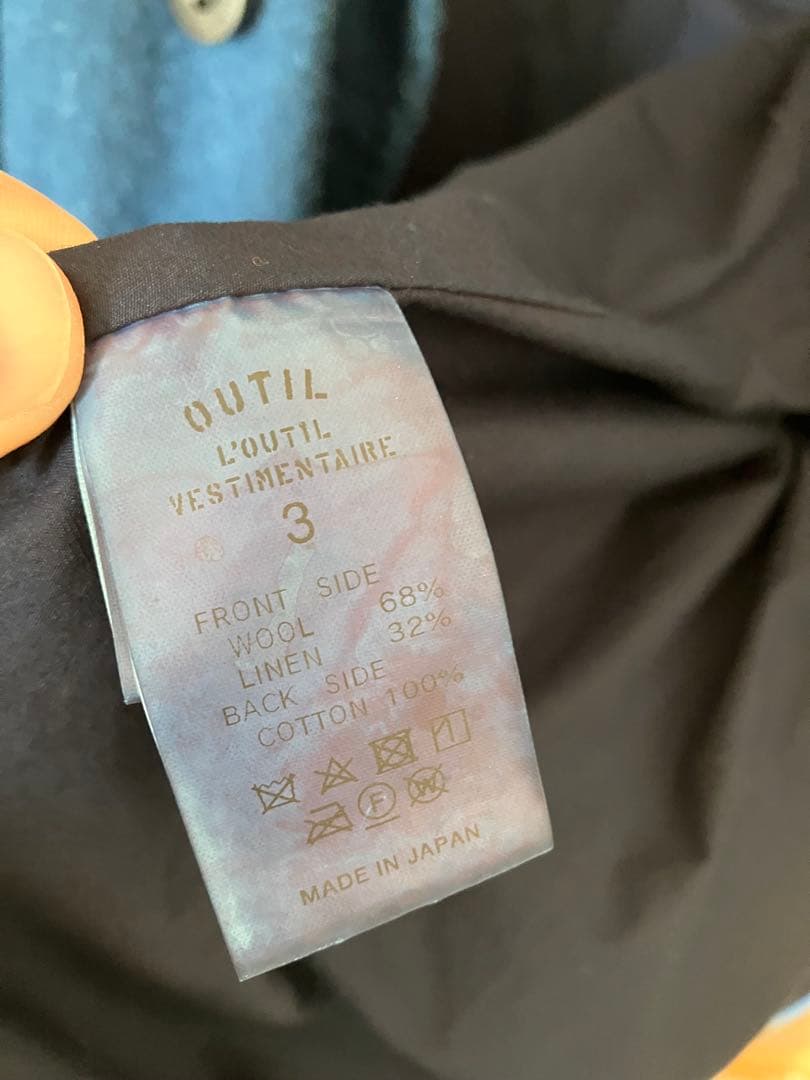 OUTIL
L'OUTIL
VESTIMENTAIRE
3
FRONT SIDE
WOOL 68%
LINEN 32%
BACK SIDE
COTTON 100%
F W
MADE IN JAPAN